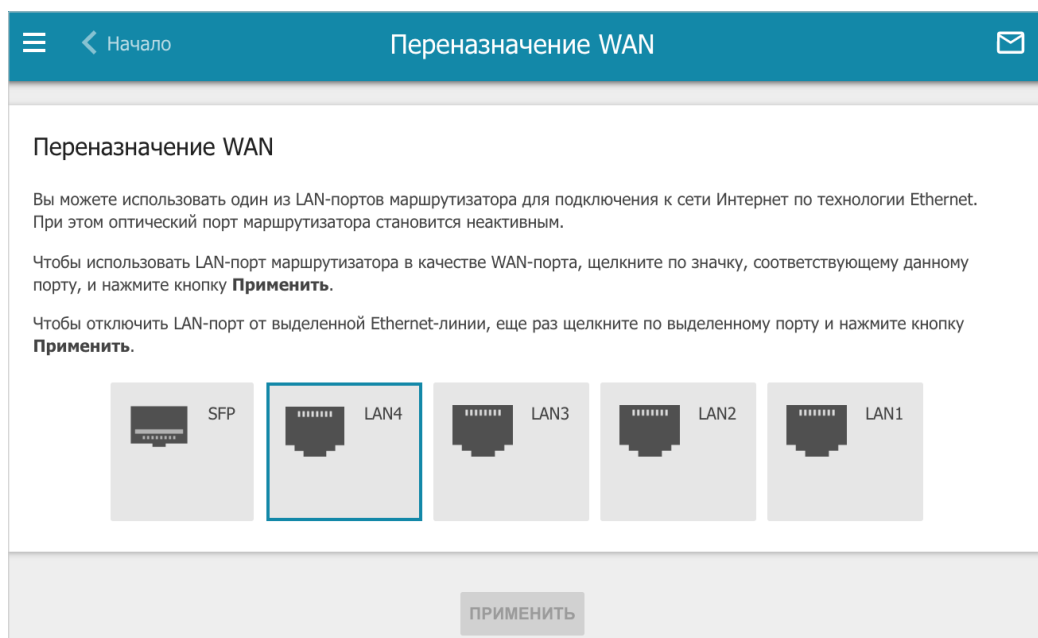 Начало
Переназначение WAN
Переназначение WAN
Вы можете использовать один из LAN-портов маршрутизатора для подключения к сети Интернет по технологии Ethernet.
При этом оптический порт маршрутизатора становится неактивным.
Чтобы использовать LAN-порт маршрутизатора в качестве WAN-порта, щелкните по значку, соответствующему данному
порту, и нажмите кнопку Применить.
Чтобы отключить LAN-порт от выделенной Ethernet-линии, еще раз щелкните по выделенному порту и нажмите кнопку
Применить.
SFP
LAN4
LAN3
LAN2
LAN1
ПРИМЕНИТЬ